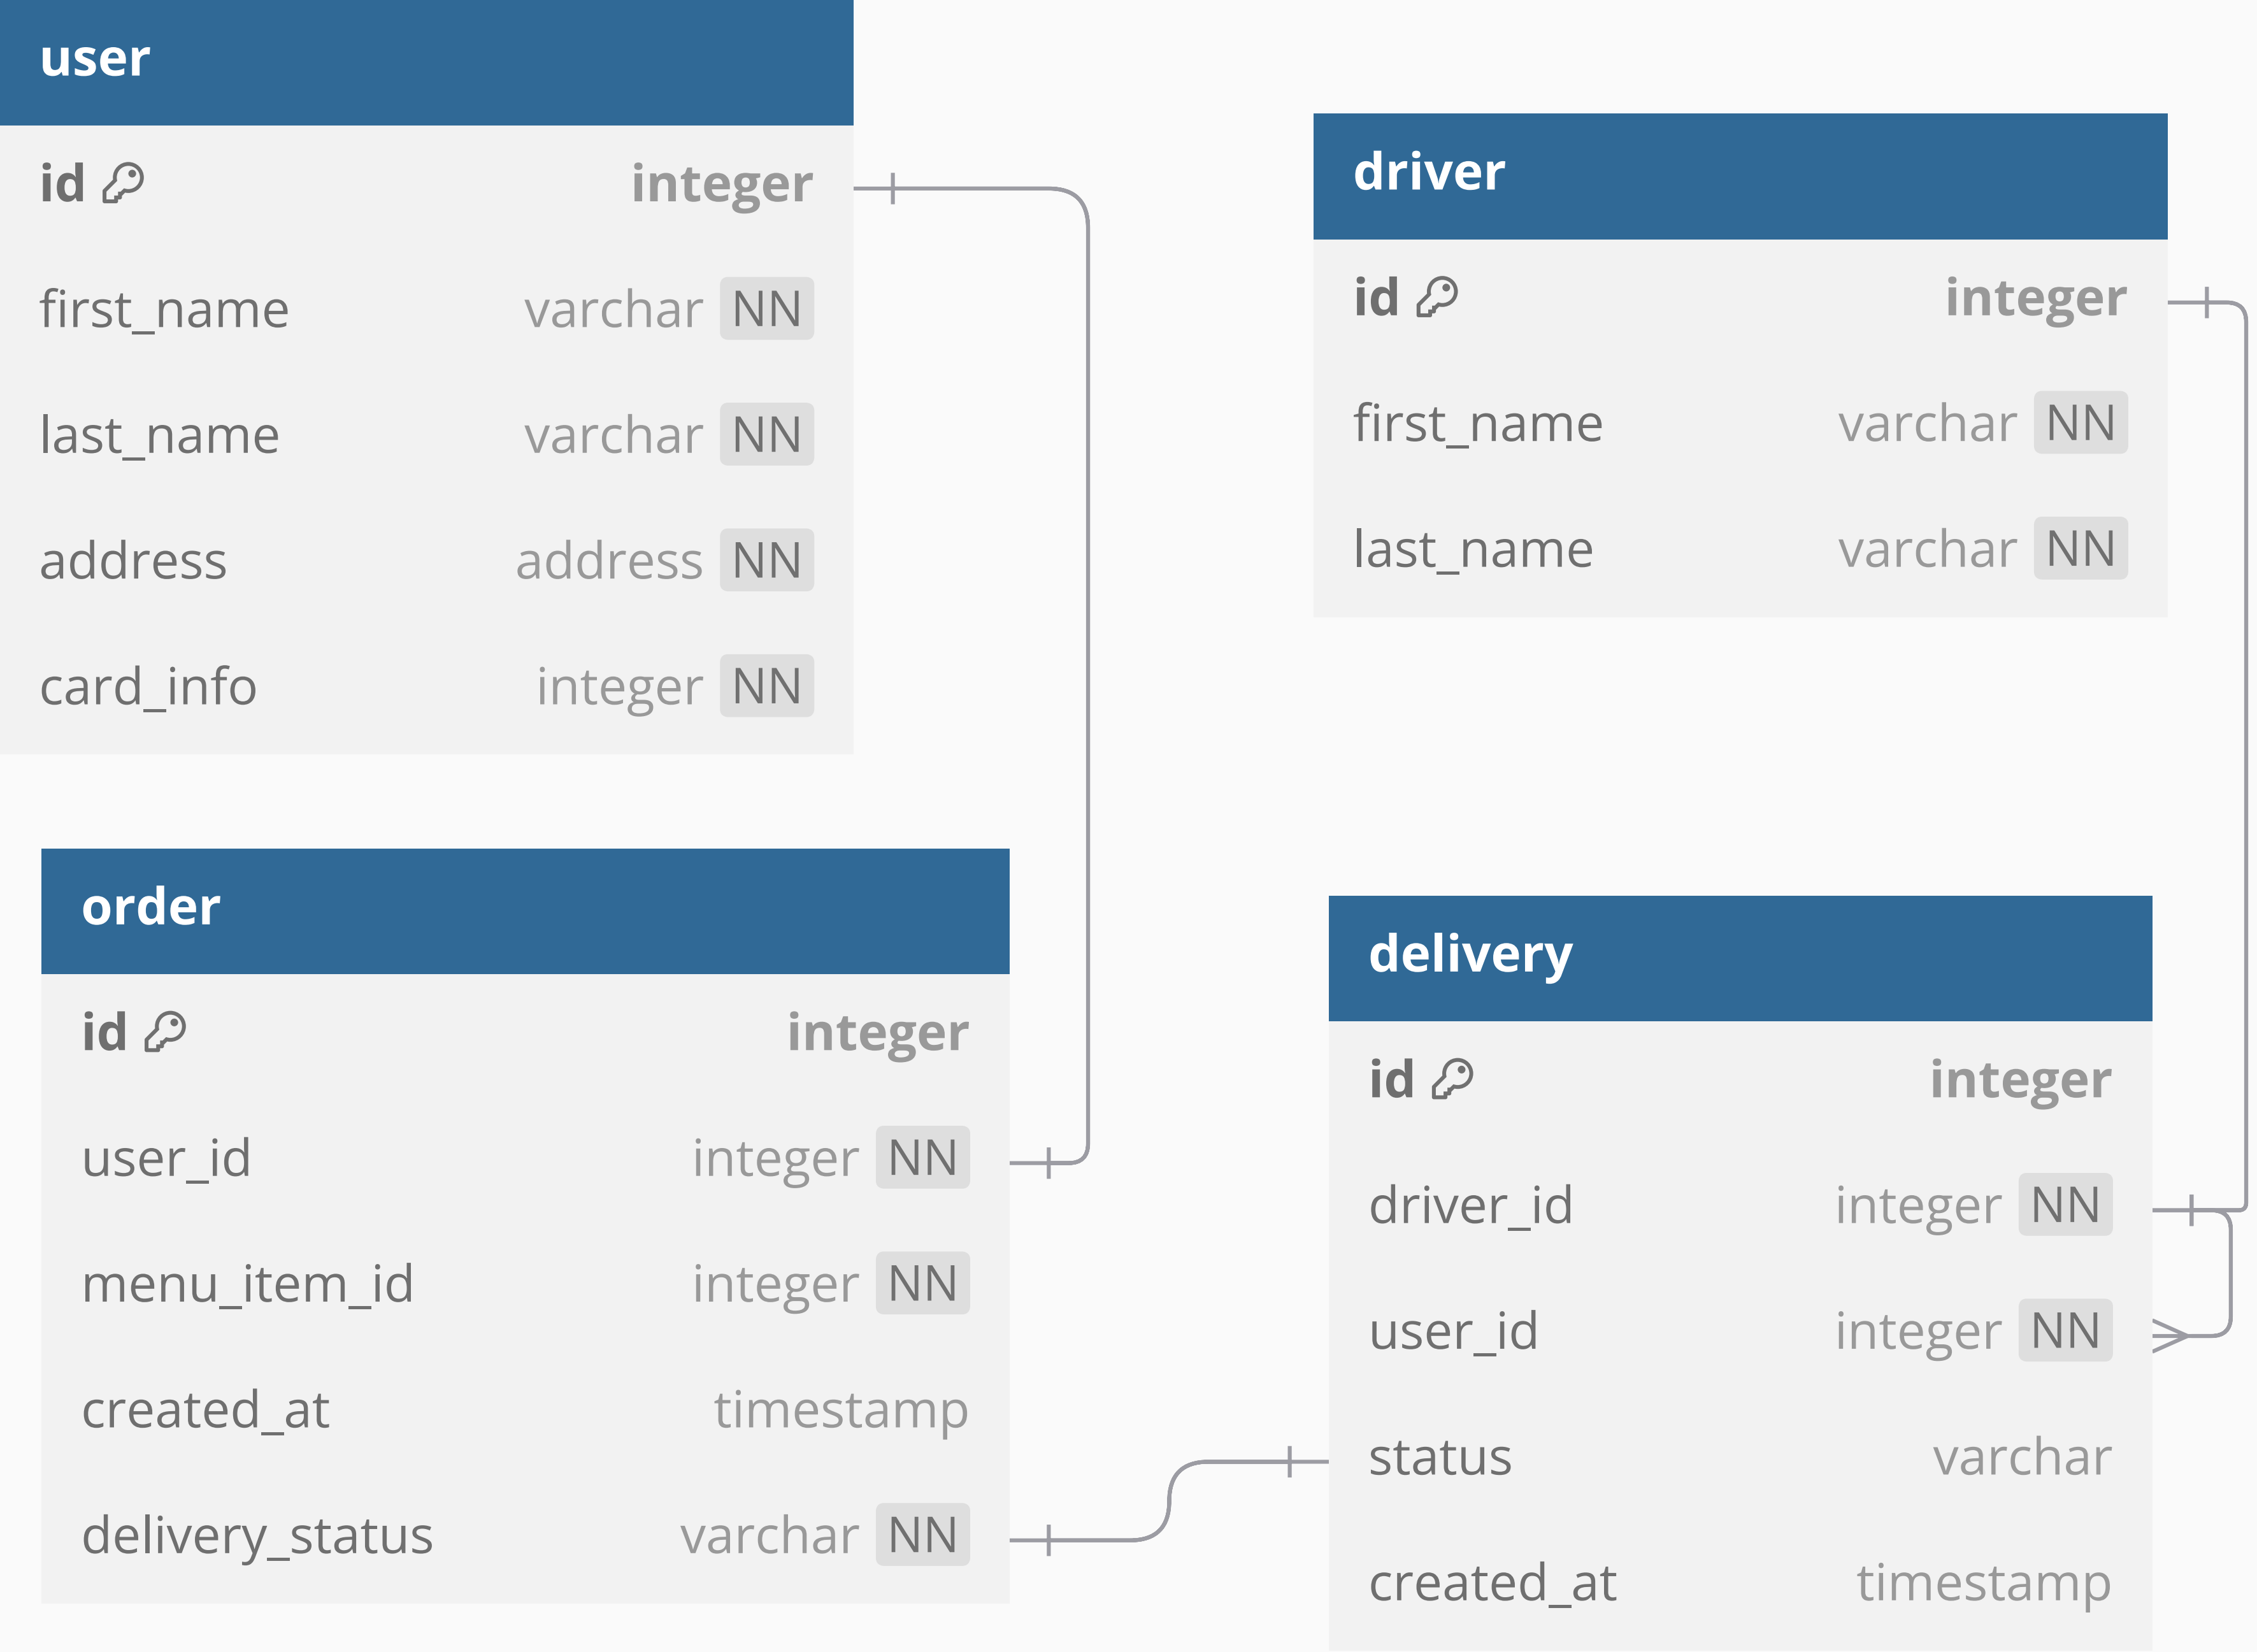 user
id integer
first_name varchar NN
last_name varchar NN
address address NN
card_info integer NN
driver
id integer
first_name varchar NN
last_name varchar NN
order
id integer
user_id integer NN
menu_item_id integer NN
created_at timestamp
delivery_status varchar NN
delivery
id integer
driver_id integer NN
user_id integer NN
status varchar
created_at timestamp